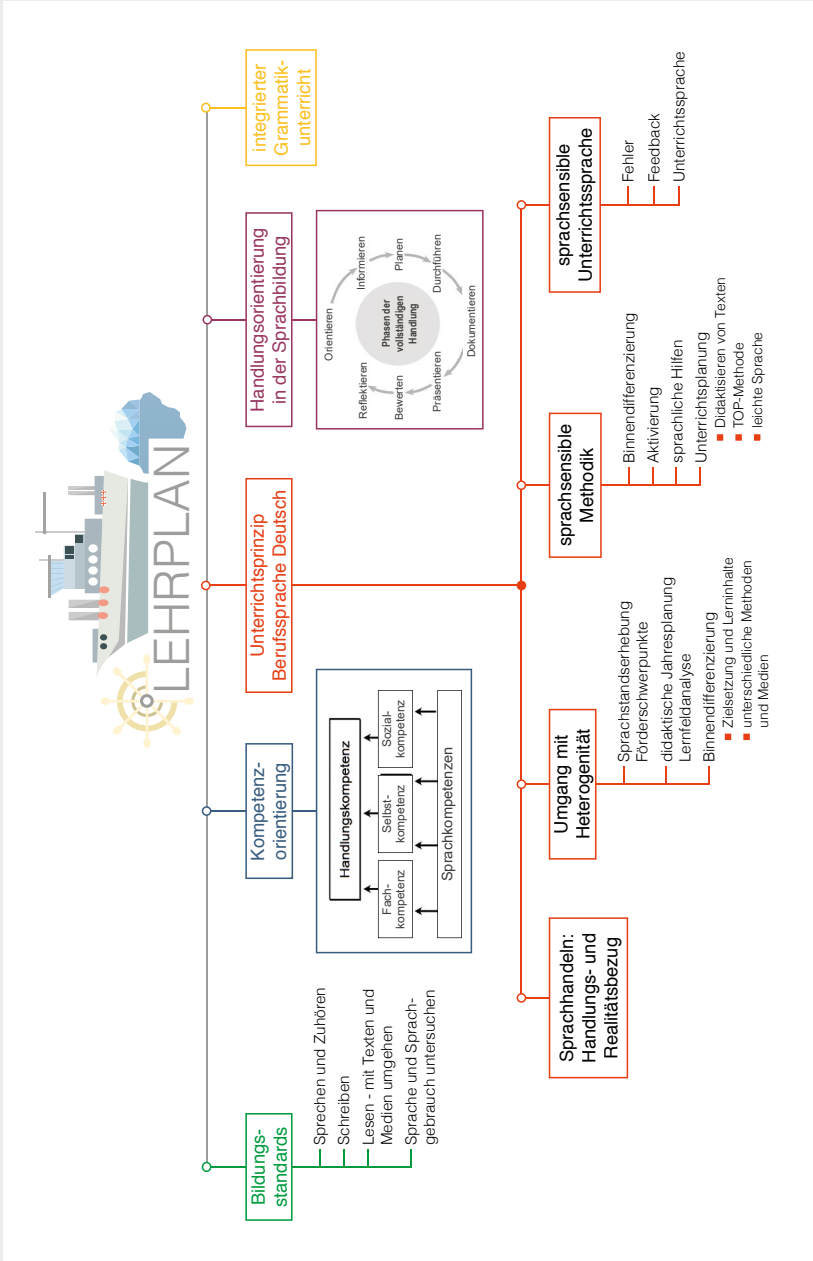 LEHRPLAN
Bildungs-
standards
Sprechen und Zuhören
Schreiben
Lesen - mit Texten und
Medien umgehen
Sprache und Sprach-
gebrauch untersuchen
Kompetenz-
orientierung
Handlungskompetenz
Fach-
kompetenz
Selbst-
kompetenz
Sozial-
kompetenz
Sprachkompetenzen
Unterrichtsprinzip
Berufssprache Deutsch
Handlungsorientierung
in der Sprachbildung
Phasen der
vollständigen
Handlung
Orientieren
Informieren
Planen
Durchführen
Dokumentieren
Präsentieren
Bewerten
Reflektieren
integrierter
Grammatik-
unterricht
Sprachhandeln:
Handlungs- und
Realitätsbezug
Umgang mit
Heterogenität
Sprachstandserhebung
Förderschwerpunkte
didaktische Jahresplanung
Lernfeldanalyse
Binnendifferenzierung
Zielsetzung und Lerninhalte
unterschiedliche Methoden
und Medien
sprachsensible
Methodik
Binnendifferenzierung
Aktivierung
sprachliche Hilfen
Unterrichtsplanung
Didaktisieren von Texten
TOP-Methode
leichte Sprache
sprachsensible
Unterrichtssprache
Fehler
Feedback
Unterrichtssprache